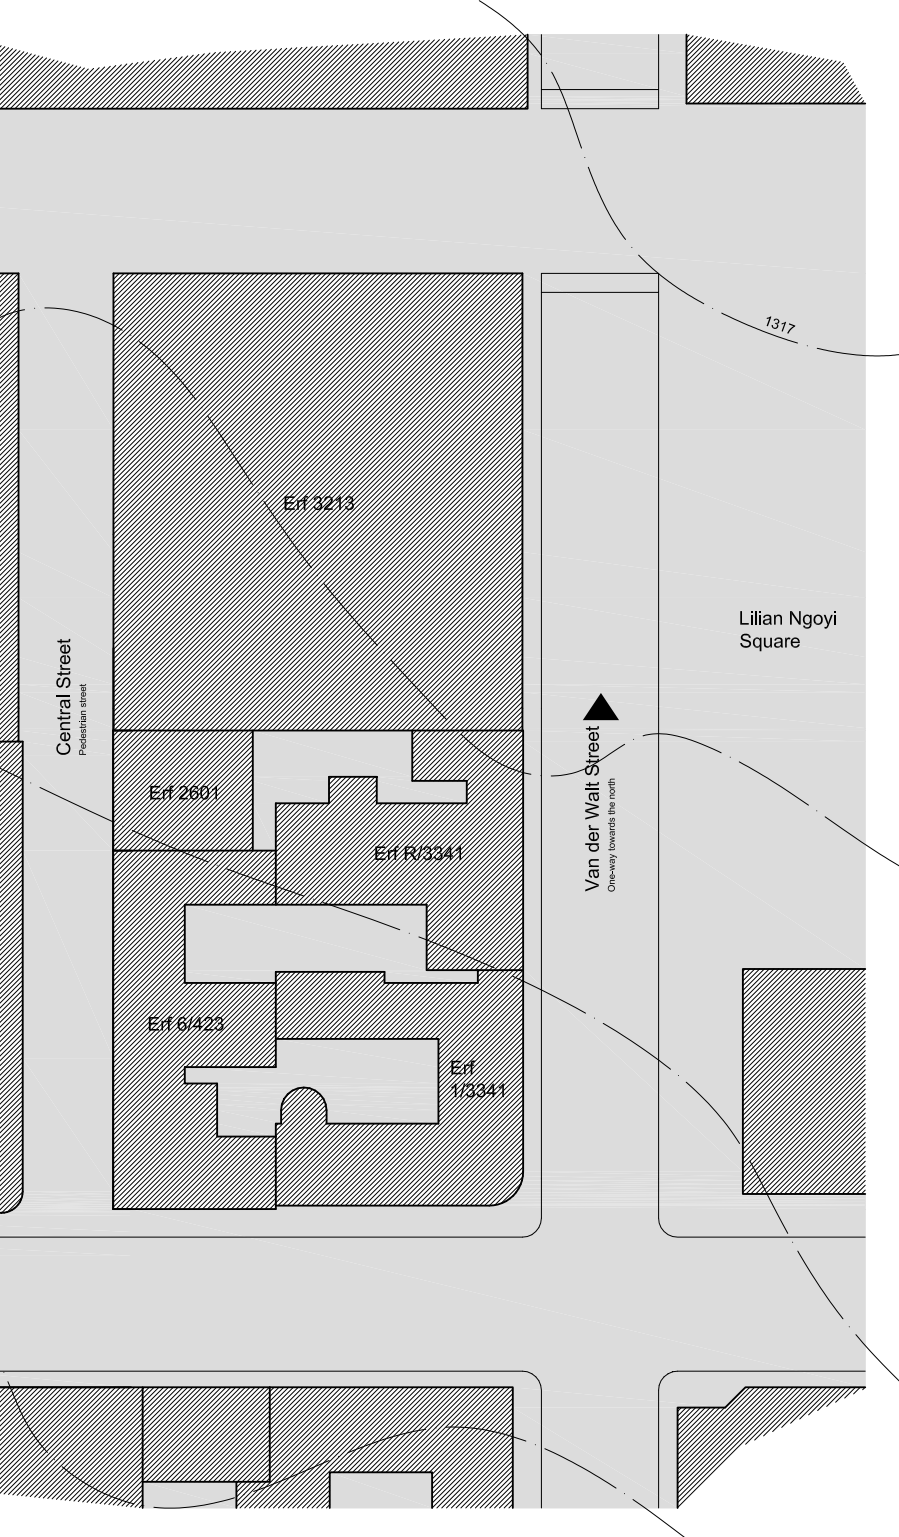 1317
Erf 3213
Lilian Ngoyi
Square
Central Street
Pedestrian street
Erf 2601
Van der Walt Street
One-way towards the north
Erf R/3341
Erf 6/423
Erf
1/3341